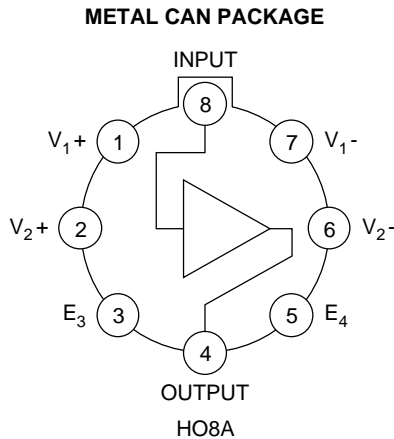 METAL CAN PACKAGE
INPUT
8
V1+ 1 7 V1-
V2+ 2 6 V2-
E3 3 5 E4
4
OUTPUT
HO8A